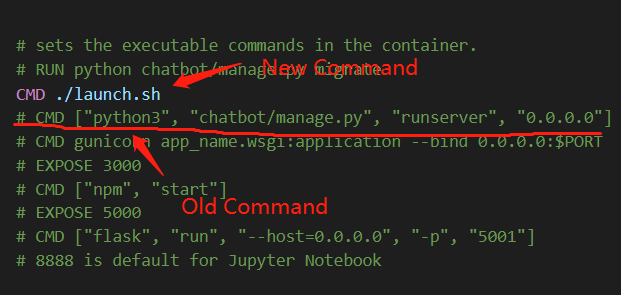 # sets the executable commands in the container.
# RUN python chatbot/manage.py migrate
New Command
CMD ./launch.sh
# CMD ["python3", "chatbot/manage.py", "runserver", "0.0.0.0"]
# CMD gunicorn app_name.wsgi:application --bind 0.0.0.0:$PORT
# EXPOSE 3000
# CMD ["npm", "start"]
Old Command
# EXPOSE 5000
# CMD ["flask", "run", "--host=0.0.0.0", "-p", "5001"]
# 8888 is default for Jupyter Notebook